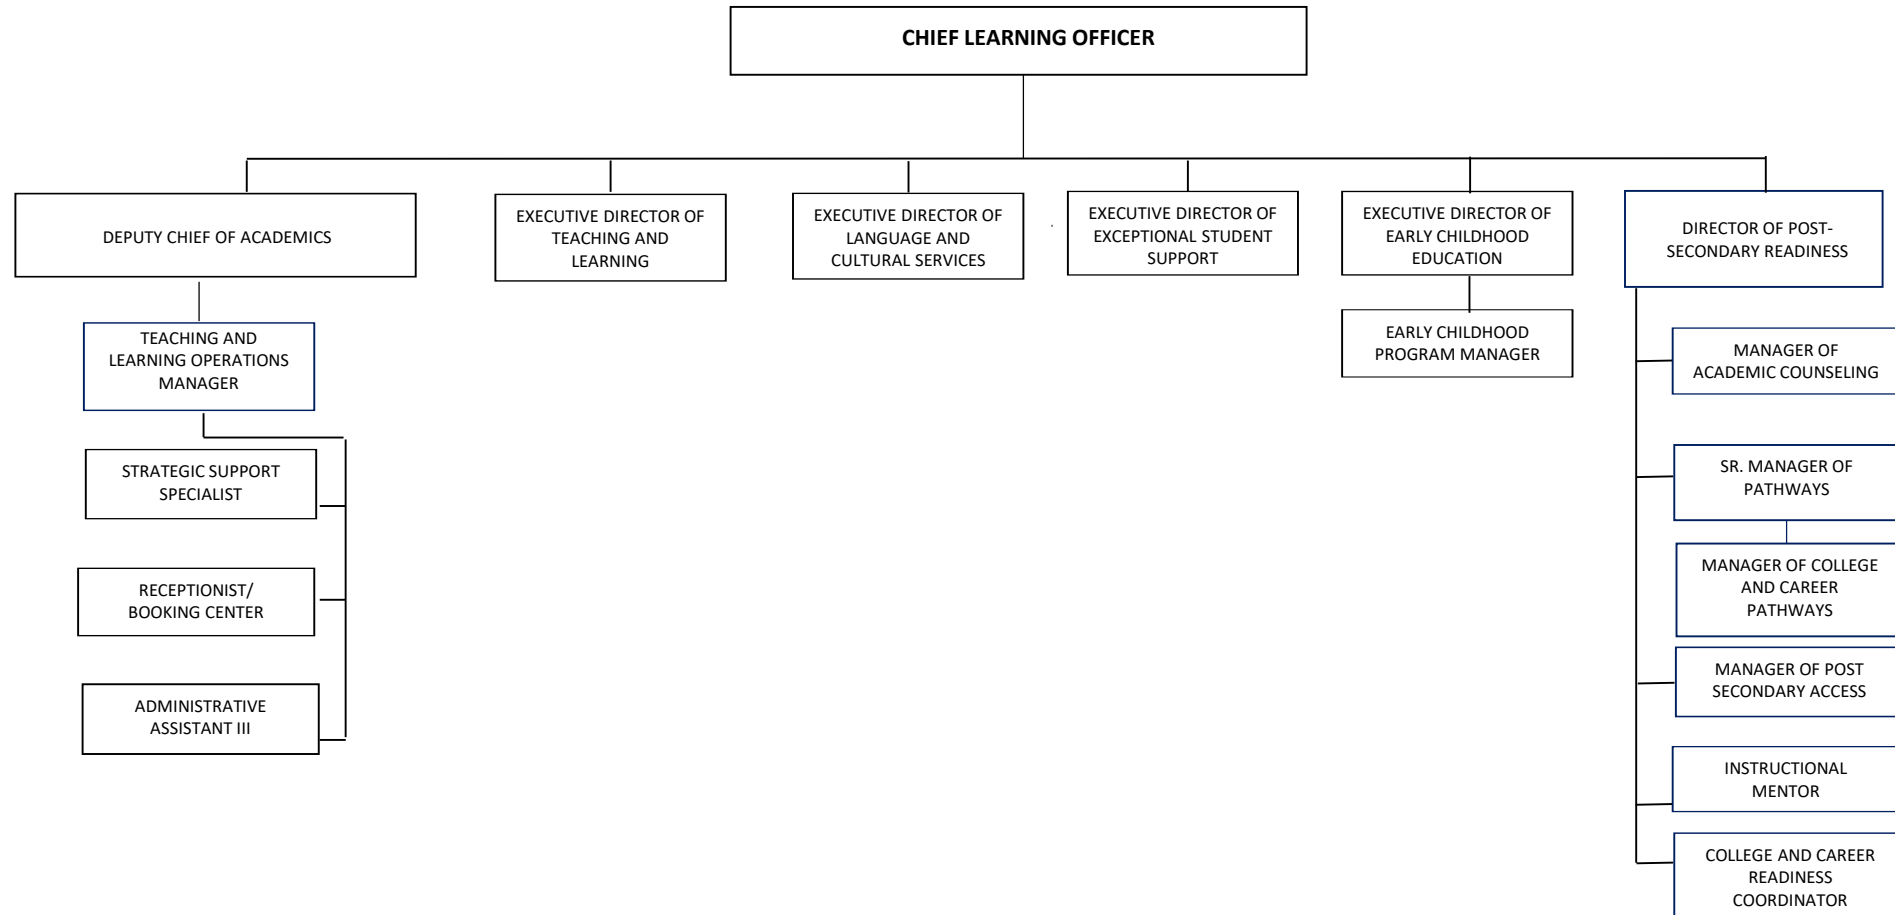 CHIEF LEARNING OFFICER
DEPUTY CHIEF OF ACADEMICS
EXECUTIVE DIRECTOR OF
TEACHING AND
LEARNING
EXECUTIVE DIRECTOR OF
LANGUAGE AND
CULTURAL SERVICES
EXECUTIVE DIRECTOR OF
EXCEPTIONAL STUDENT
SUPPORT
EXECUTIVE DIRECTOR OF
EARLY CHILDHOOD
EDUCATION
DIRECTOR OF POST-
SECONDARY READINESS
TEACHING AND
LEARNING OPERATIONS
MANAGER
STRATEGIC SUPPORT
SPECIALIST
RECEPTIONIST/
BOOKING CENTER
ADMINISTRATIVE
ASSISTANT III
EARLY CHILDHOOD
PROGRAM MANAGER
MANAGER OF
ACADEMIC COUNSELING
SR. MANAGER OF
PATHWAYS
MANAGER OF COLLEGE
AND CAREER
PATHWAYS
MANAGER OF POST
SECONDARY ACCESS
INSTRUCTIONAL
MENTOR
COLLEGE AND CAREER
READINESS
COORDINATOR